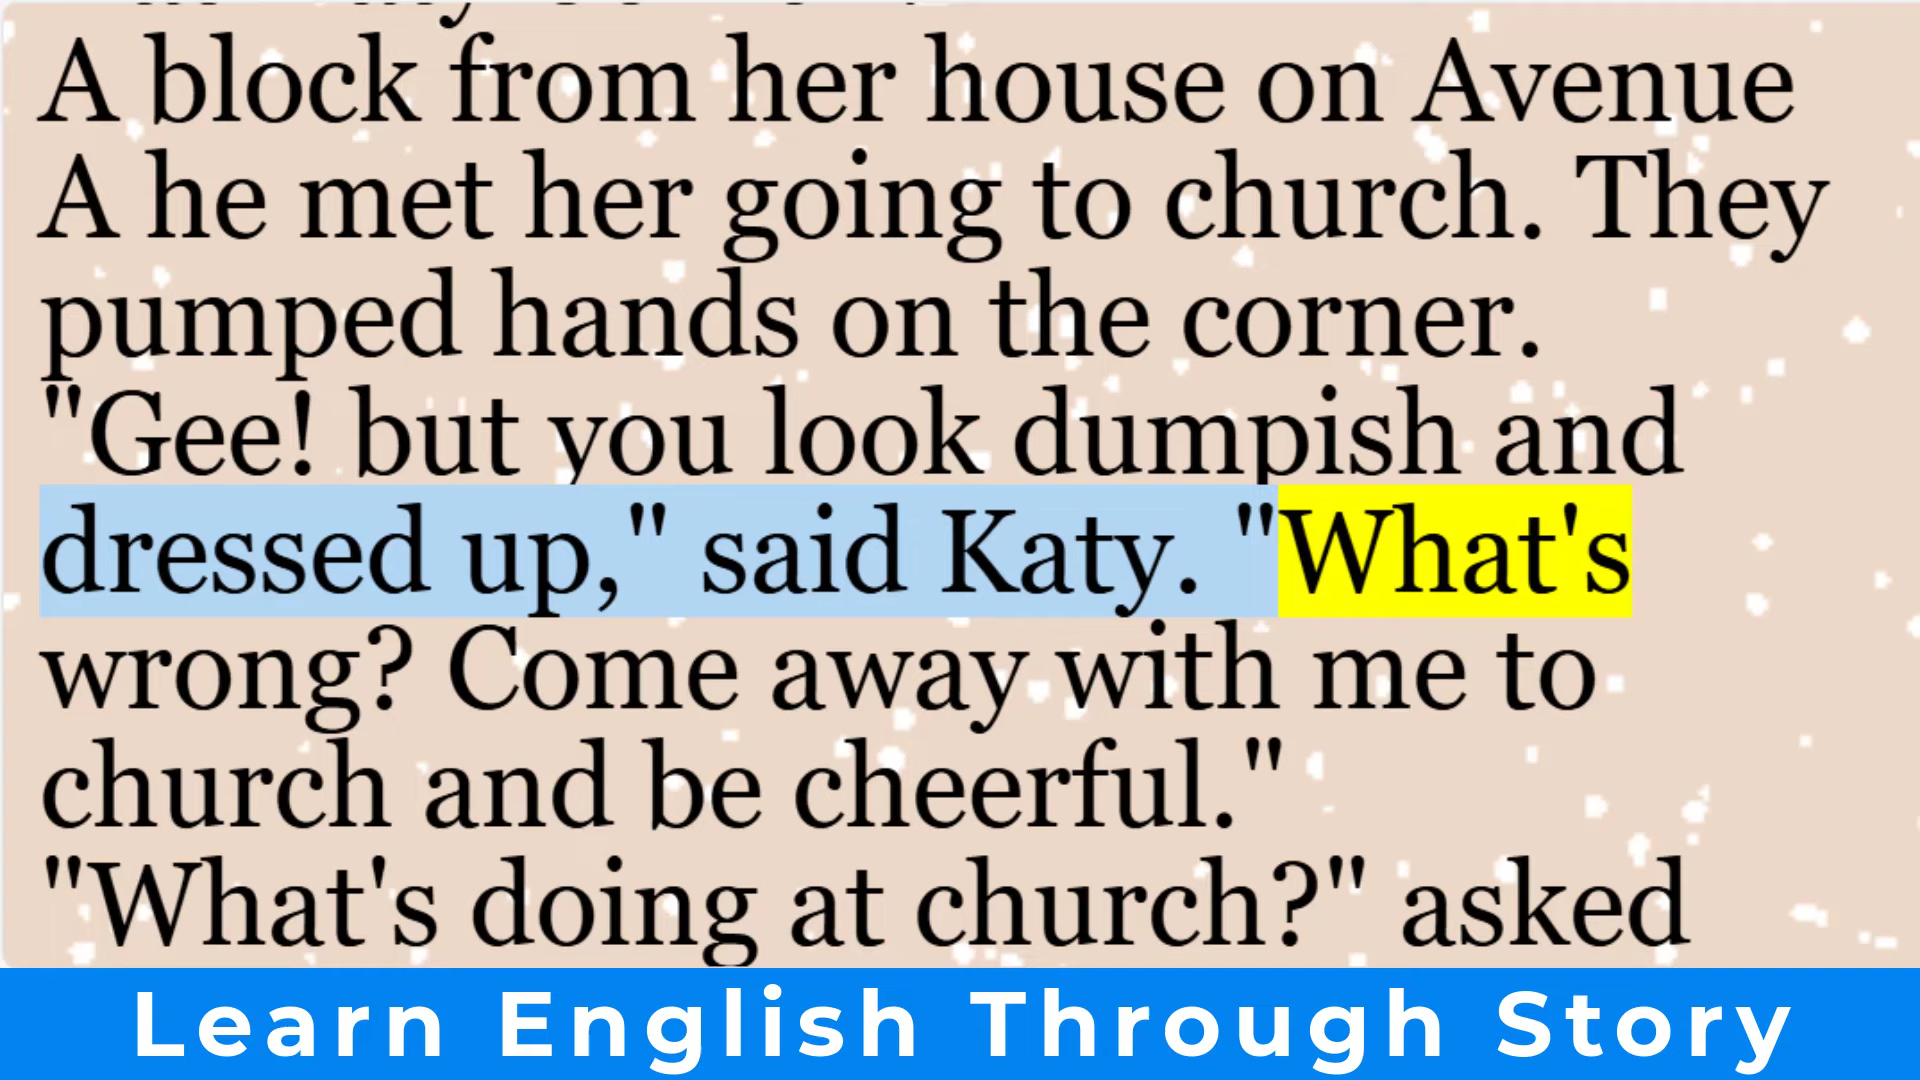 A block from her house on Avenue
A he met her going to church. They
pumped hands on the corner.
"Gee! but you look dumpish and
dressed up," said Katy. "What's
wrong? Come away with me to
church and be cheerful."
"What's doing at church?" asked
Learn English Through Story